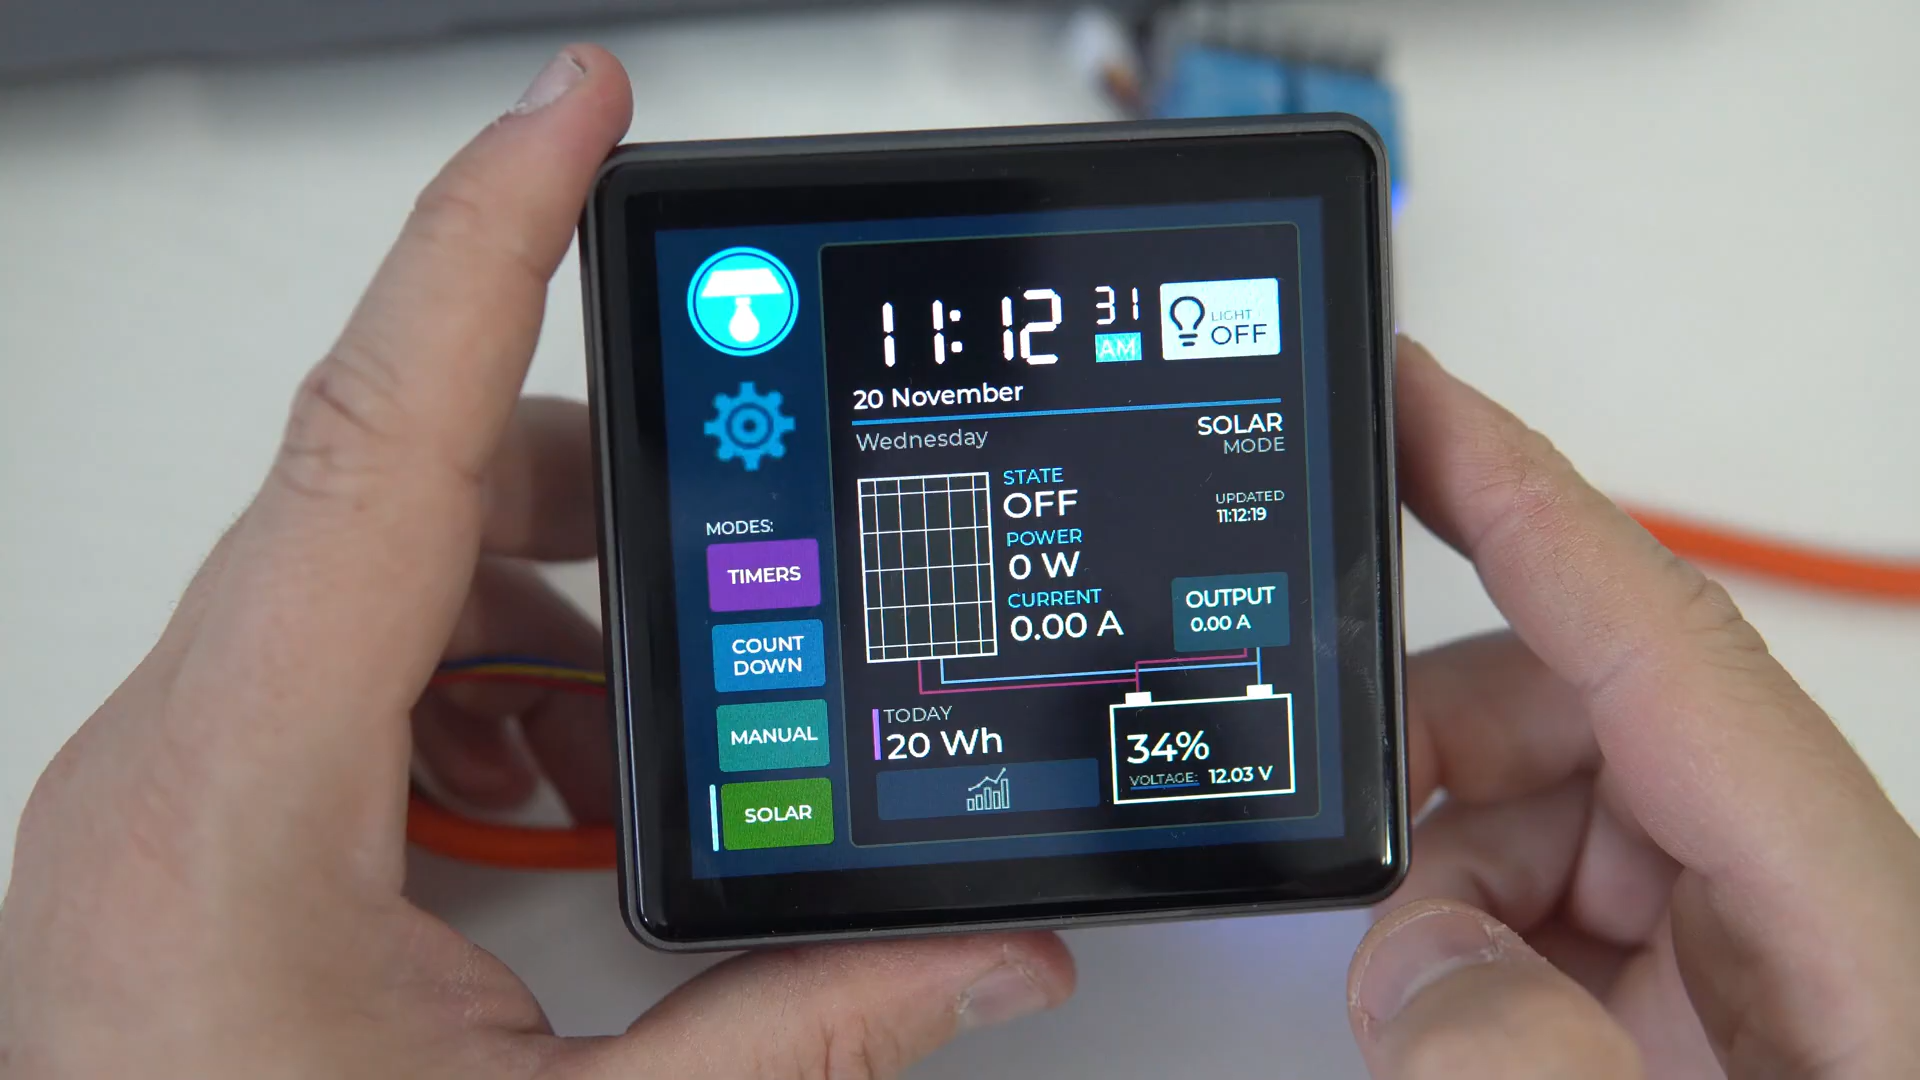 11:12
31
AM
LIGHT
OFF
20 November
Wednesday
SOLAR
MODE
STATE
OFF
POWER
0 W
CURRENT
0.00 A
UPDATED
11:12:19
OUTPUT
0.00 A
MODES:
TIMERS
COUNT
DOWN
MANUAL
SOLAR
TODAY
20 Wh
34%
VOLTAGE: 12.03 V